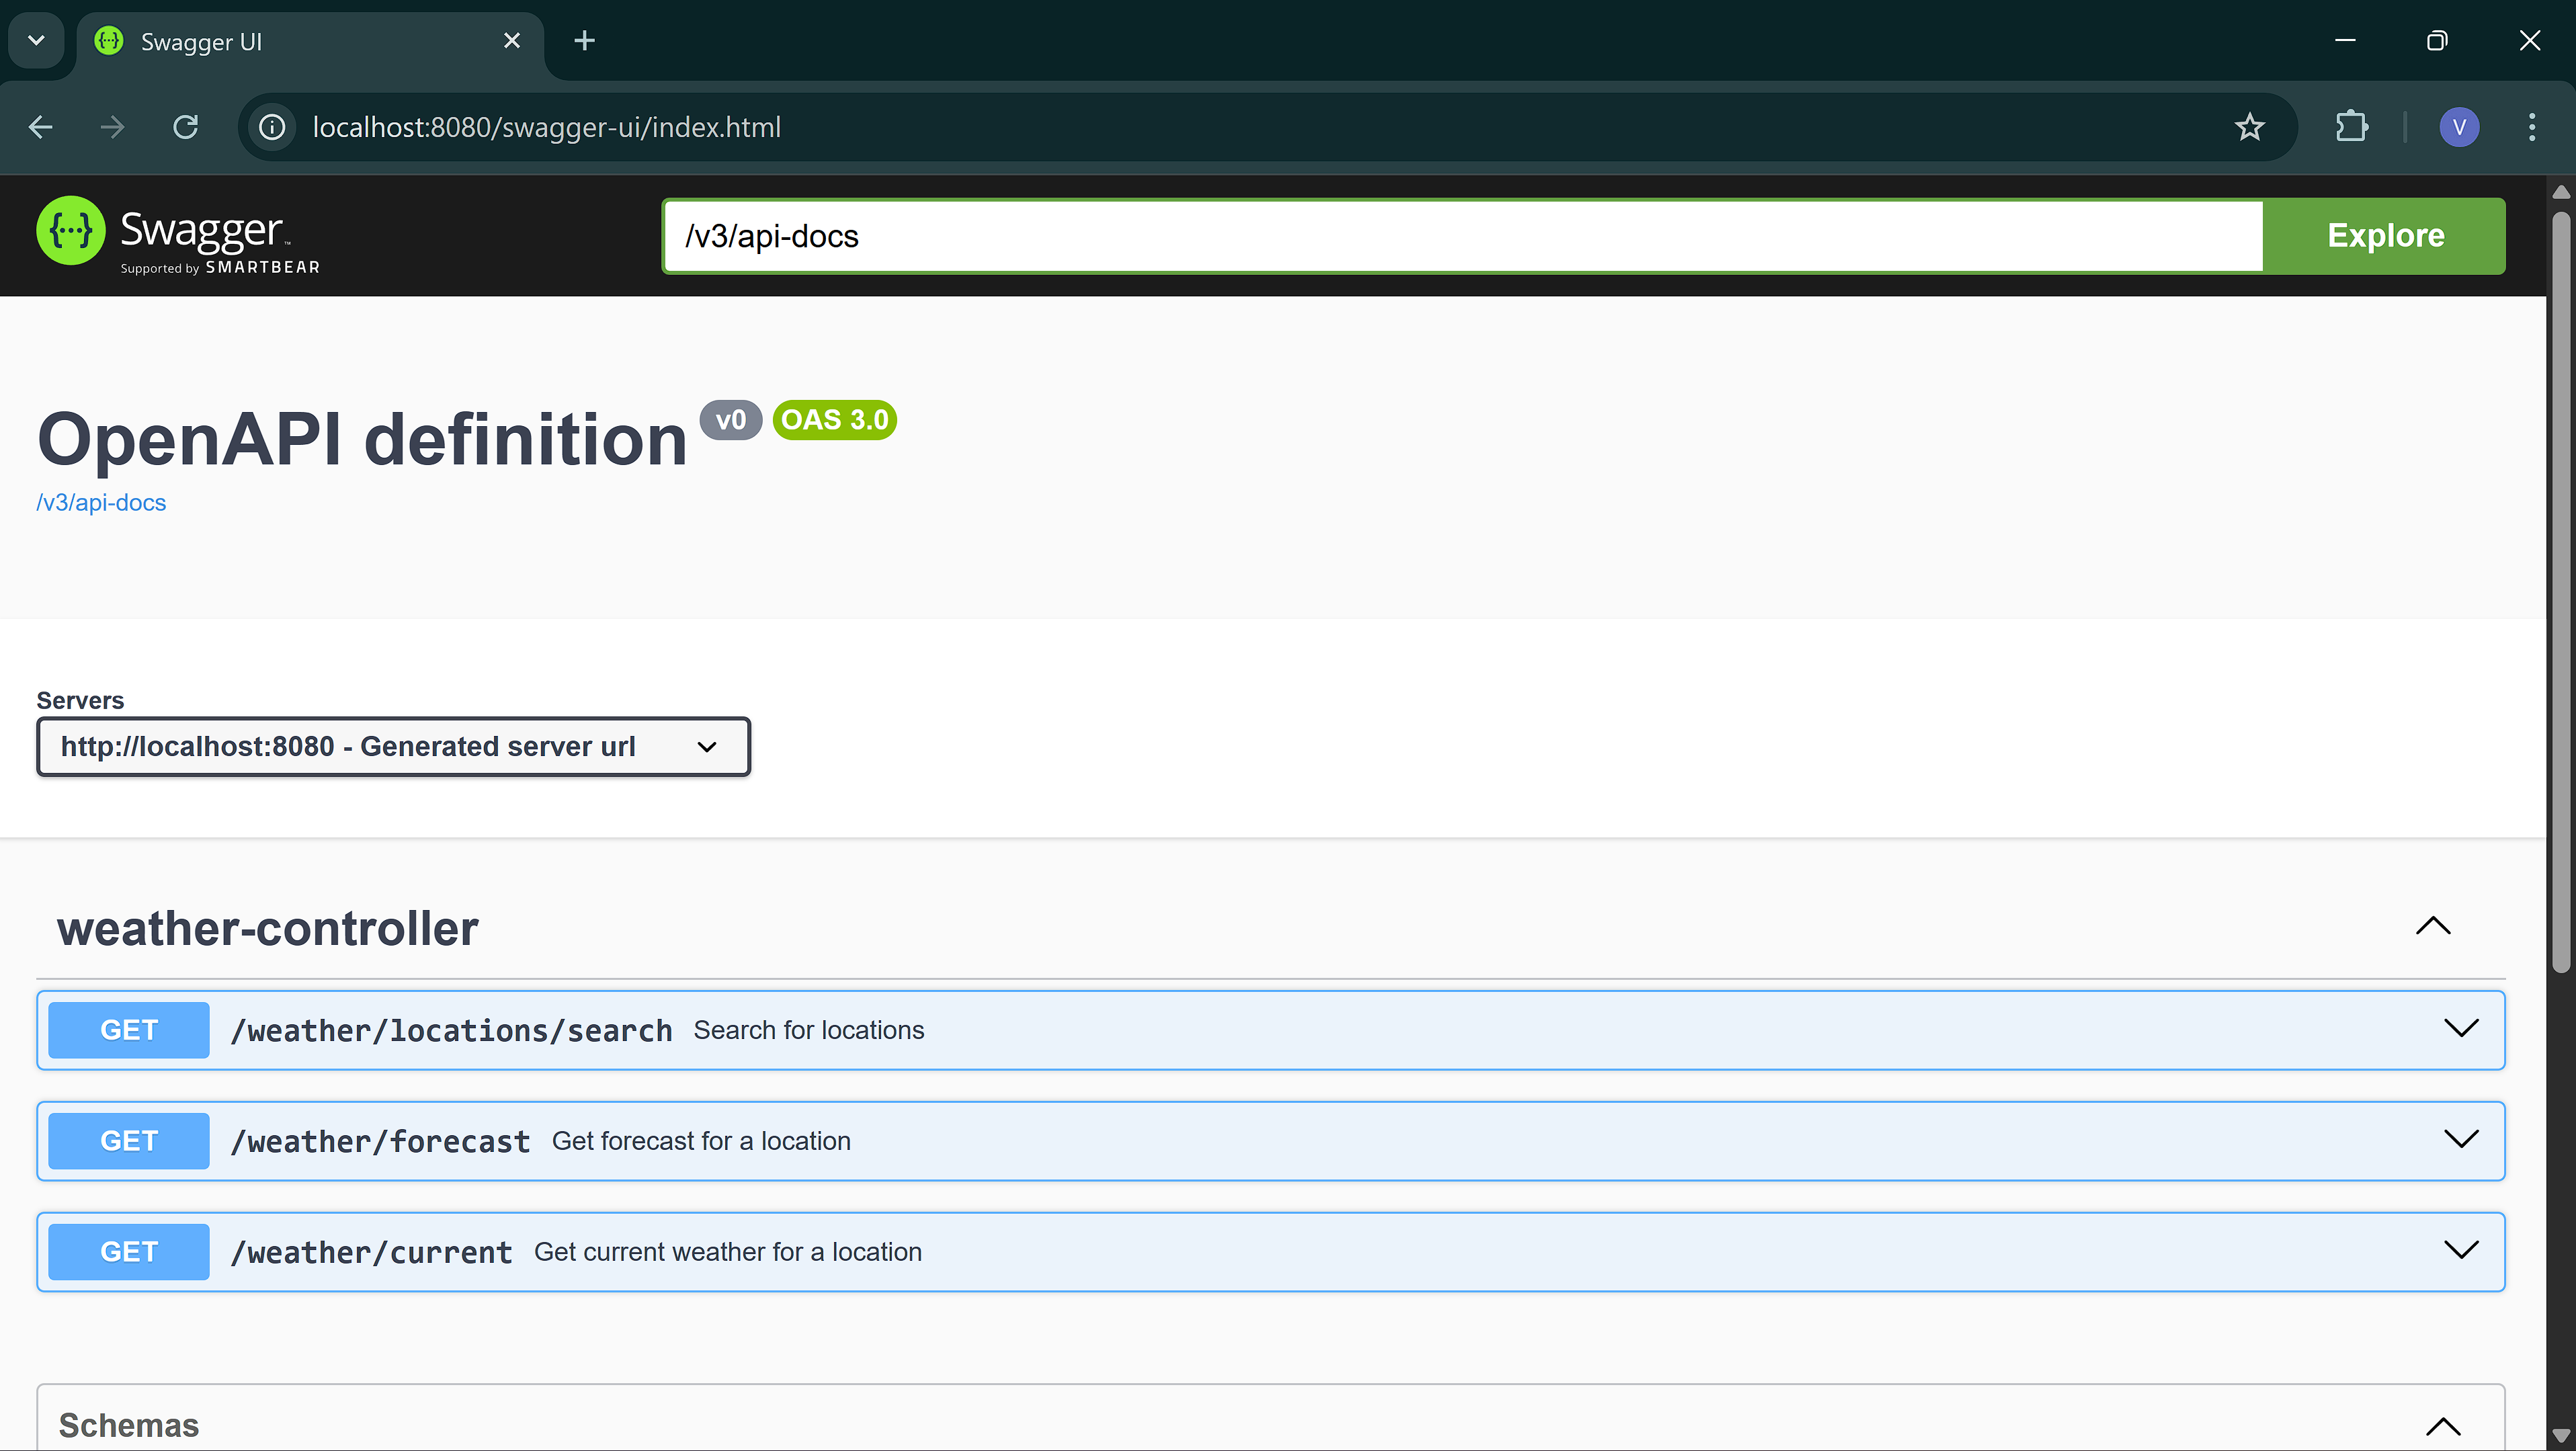 Swagger UI
localhost:8080/swagger-ui/index.html
V
{···} Swagger™
Supported by SMARTBEAR
/v3/api-docs
Explore
OpenAPI definition v0 OAS 3.0
/v3/api-docs
Servers
http://localhost:8080 - Generated server url
weather-controller
GET /weather/locations/search Search for locations
GET /weather/forecast Get forecast for a location
GET /weather/current Get current weather for a location
Schemas